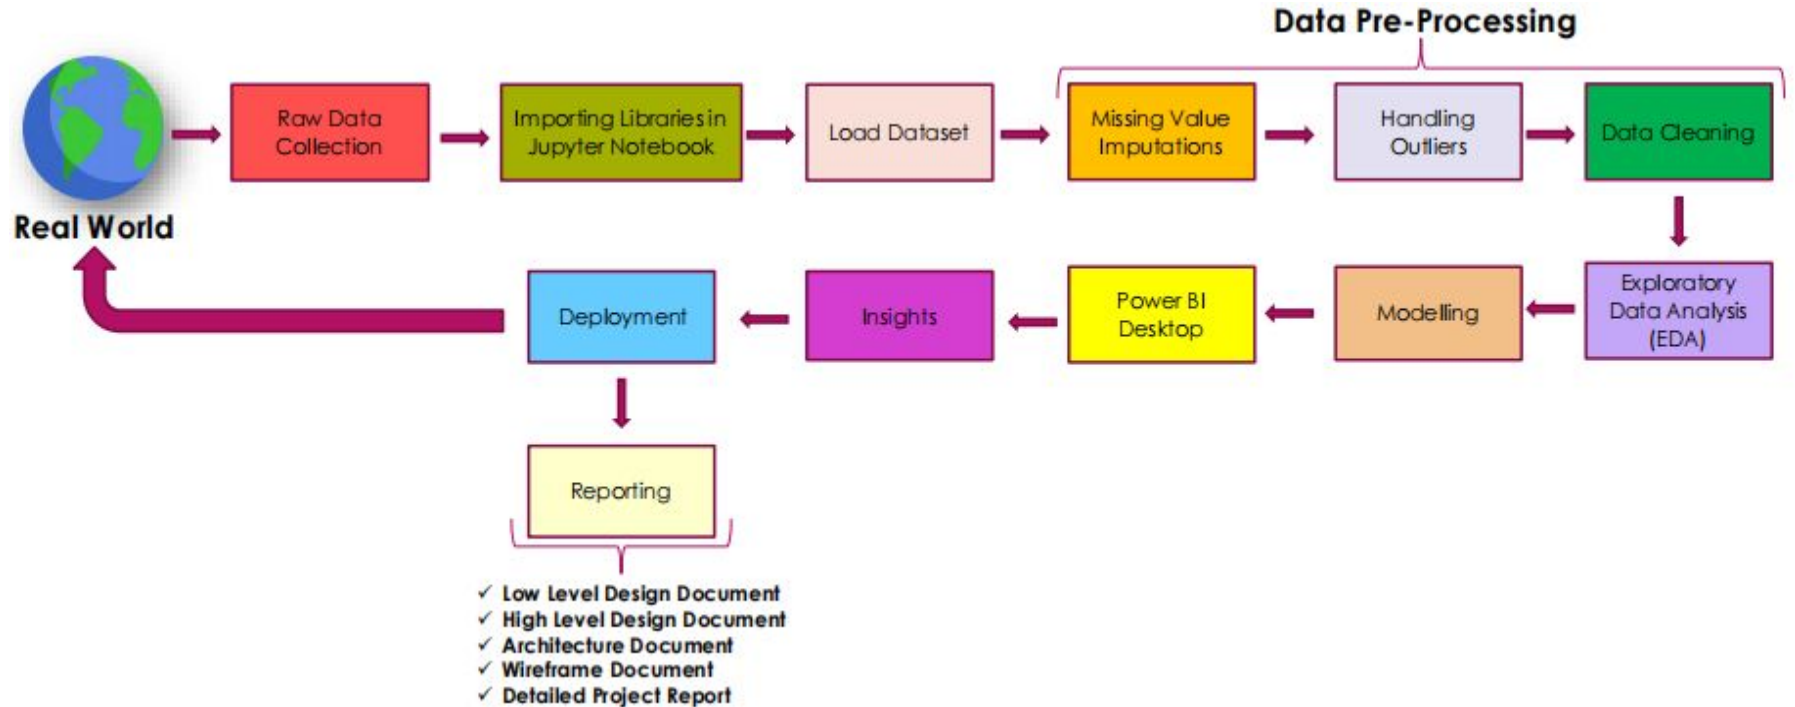 Data Pre-Processing
Raw Data
Collection
Importing Libraries in
Jupyter Notebook
Load Dataset
Missing Value
Imputations
Handling
Outliers
Data Cleaning
Real World
Exploratory
Data Analysis
(EDA)
Modelling
Power BI
Desktop
Insights
Deployment
Reporting
✓ Low Level Design Document
✓ High Level Design Document
✓ Architecture Document
✓ Wireframe Document
✓ Detailed Project Report